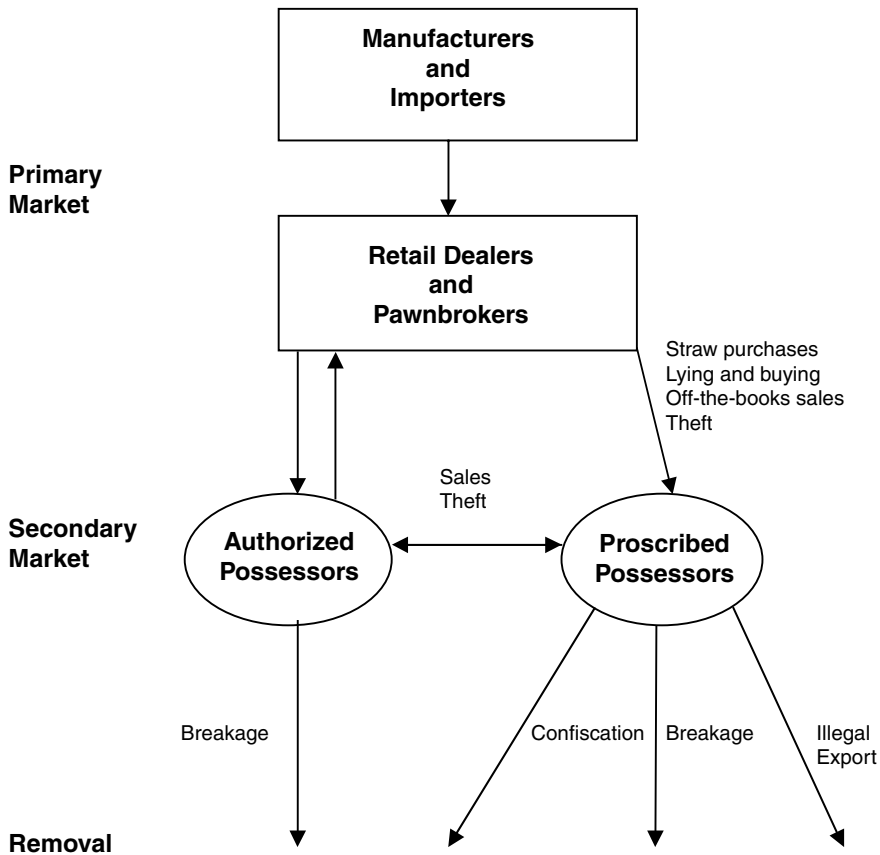 Manufacturers
and
Importers
Primary
Market
Retail Dealers
and
Pawnbrokers
Straw purchases
Lying and buying
Off-the-books sales
Theft
Sales
Theft
Secondary
Market
Authorized
Possessors
Proscribed
Possessors
Breakage
Confiscation
Breakage
Illegal
Export
Removal